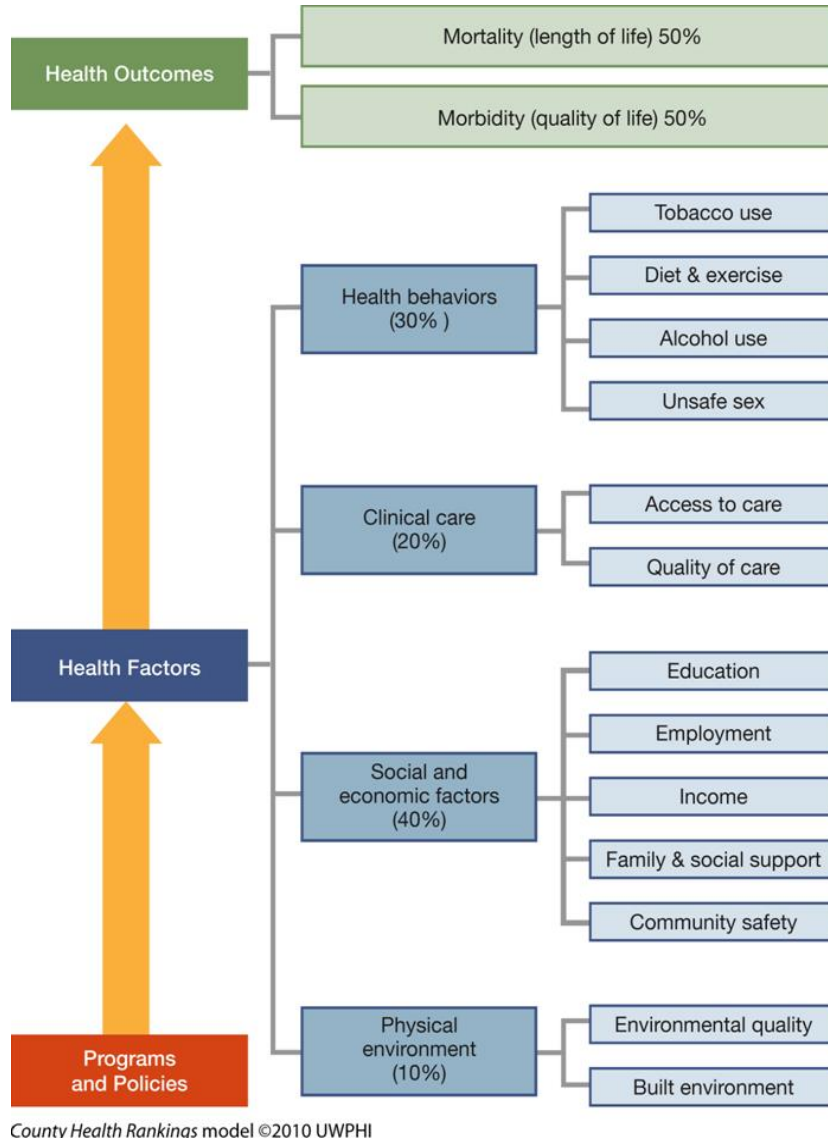 Health Outcomes
Mortality (length of life) 50%
Morbidity (quality of life) 50%
Health Factors
Health behaviors
(30% )
Tobacco use
Diet & exercise
Alcohol use
Unsafe sex
Clinical care
(20%)
Access to care
Quality of care
Social and
economic factors
(40%)
Education
Employment
Income
Family & social support
Community safety
Physical
environment
(10%)
Environmental quality
Built environment
Programs
and Policies
County Health Rankings model ©2010 UWPHI